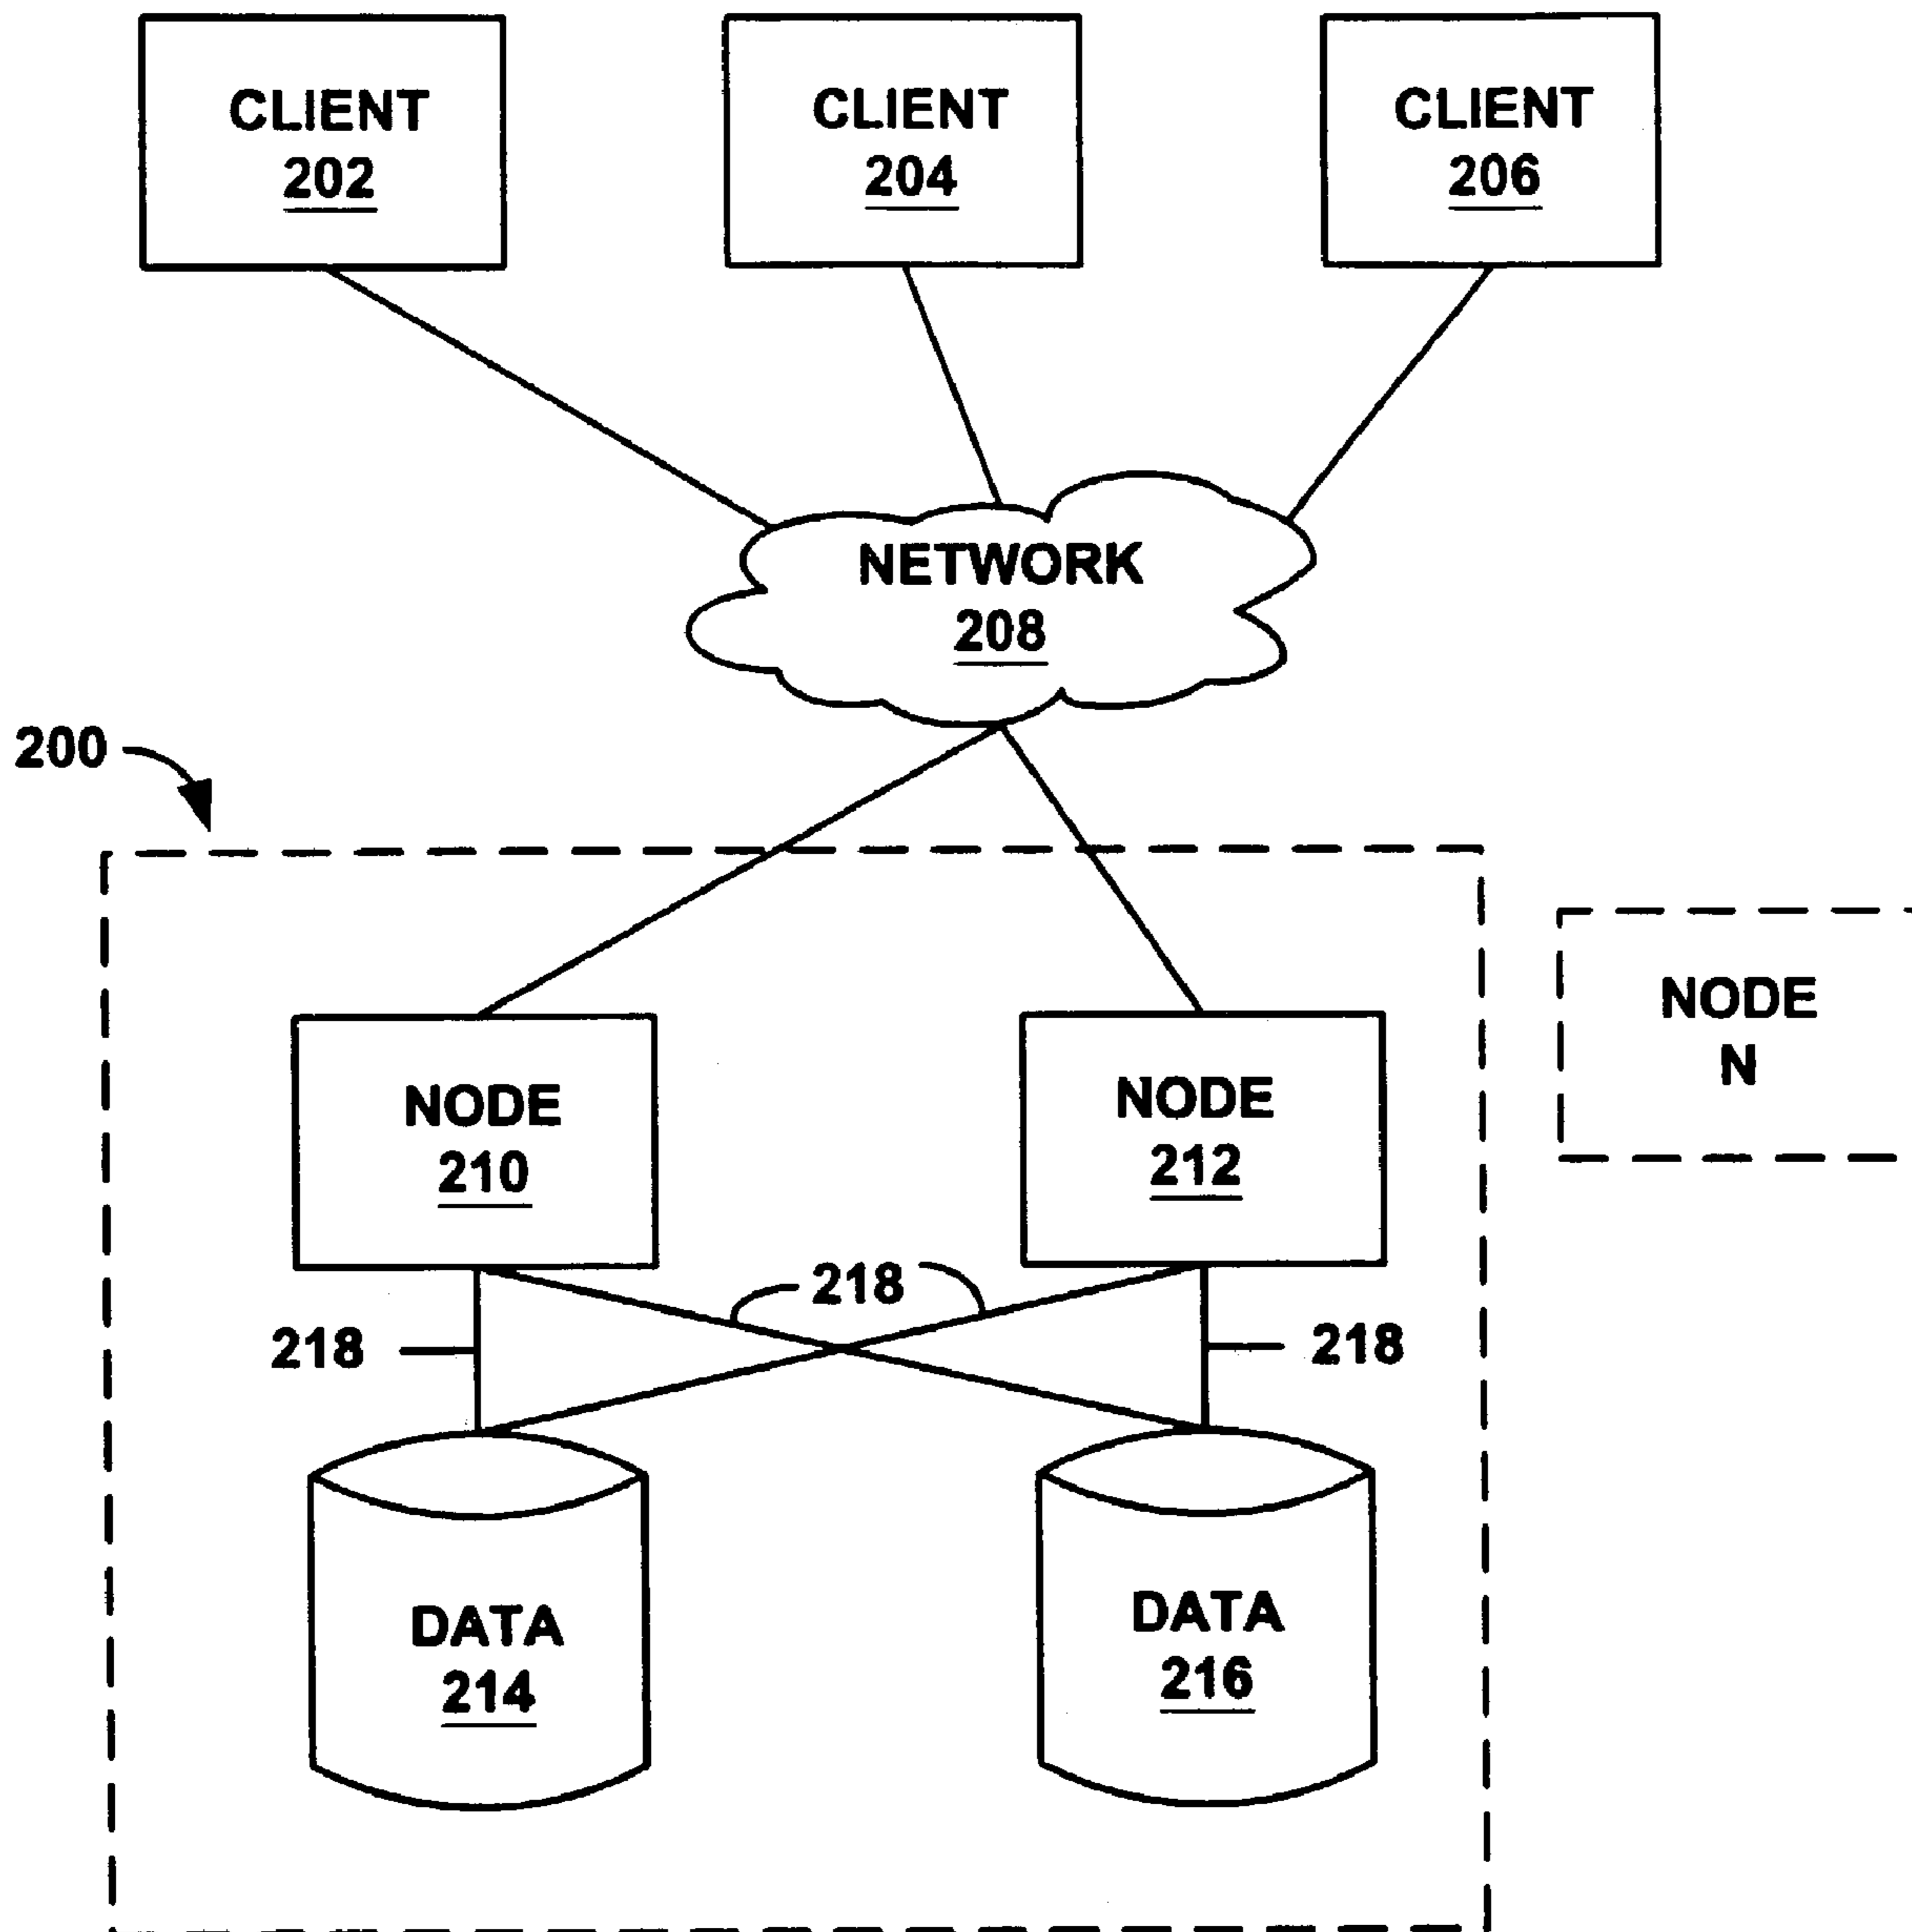 CLIENT
202
CLIENT
204
CLIENT
206
NETWORK
208
200
NODE
N
NODE
210
NODE
212
218
218
218
DATA
214
DATA
216